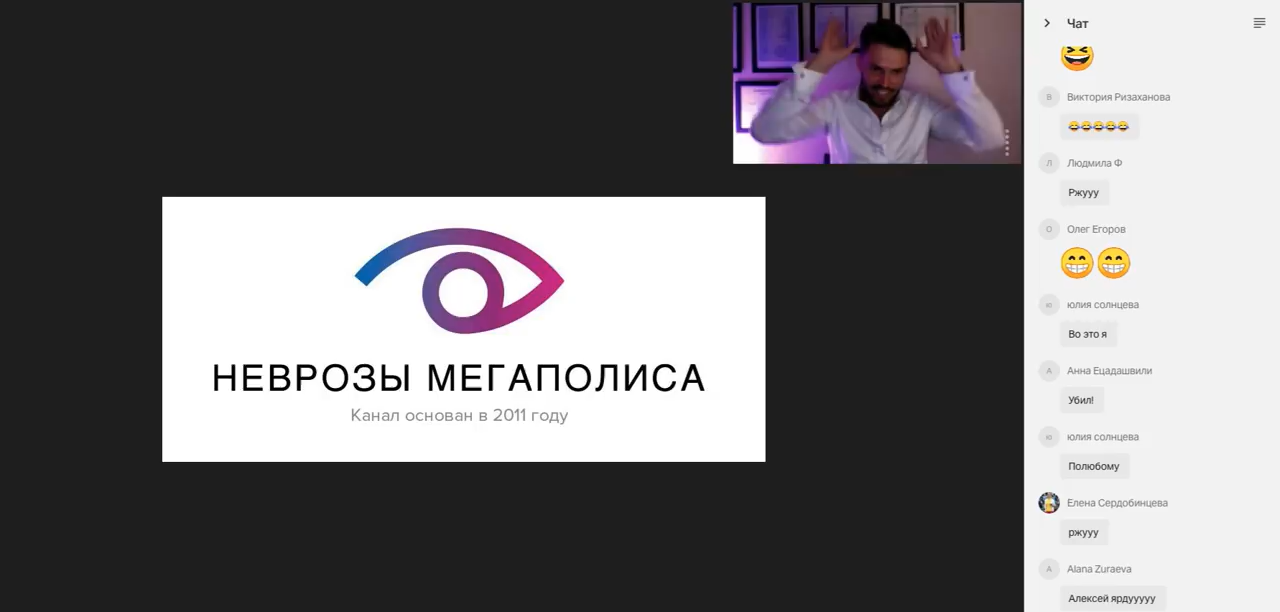 НЕВРОЗЫ МЕГАПОЛИСА
Канал основан в 2011 году
Чат
В
Виктория Ризаханова
Л
Людмила Ф
Ржууу
О
Олег Егоров
ю
юлия солнцева
Во это я
А
Анна Ецадашвили
Убил!
ю
юлия солнцева
Полюбому
Елена Сердобинцева
ржууу
A
Alana Zuraeva
Алексей ярдууууу